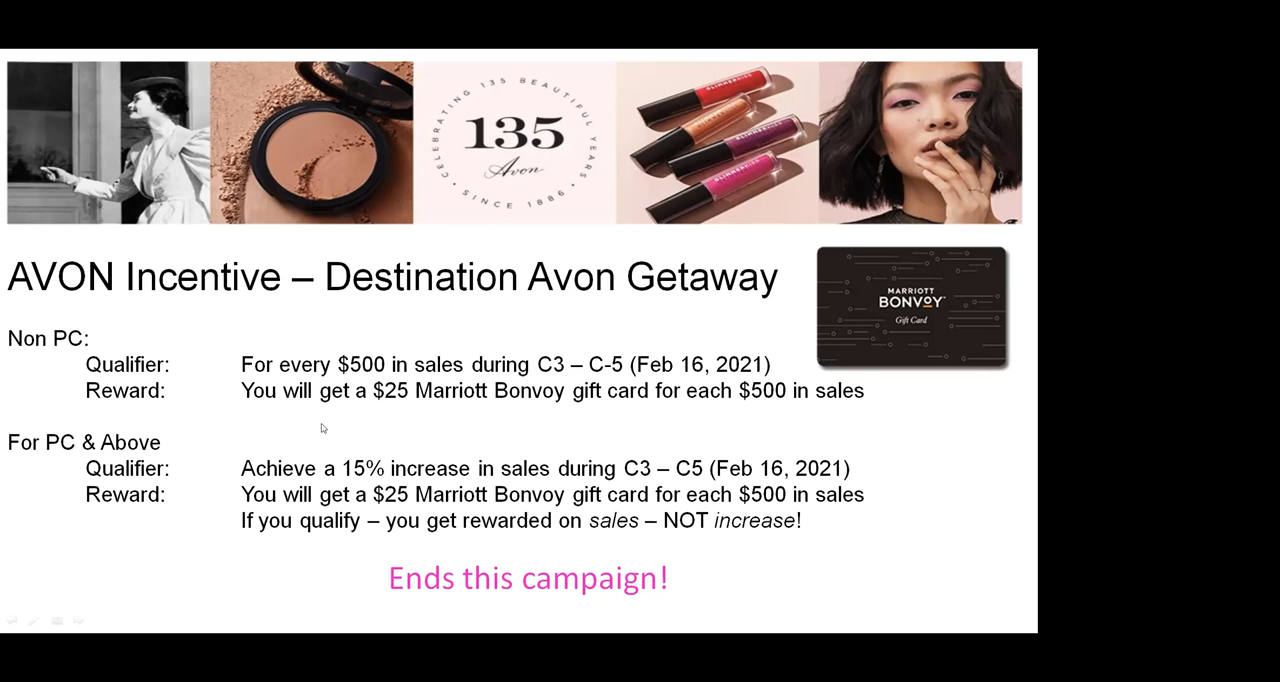 CELEBRATING 135 BEAUTIFUL YEARS
135
Avon
• SINCE 1886 •
GLIMMERKISS
GLIMMERKISS
GLIMMERKISS
AVON Incentive – Destination Avon Getaway
MARRIOTT
BONVOY
Gift Card
Non PC:
Qualifier: For every $500 in sales during C3 – C-5 (Feb 16, 2021)
Reward: You will get a $25 Marriott Bonvoy gift card for each $500 in sales
For PC & Above
Qualifier: Achieve a 15% increase in sales during C3 – C5 (Feb 16, 2021)
Reward: You will get a $25 Marriott Bonvoy gift card for each $500 in sales
If you qualify – you get rewarded on sales – NOT increase!
Ends this campaign!